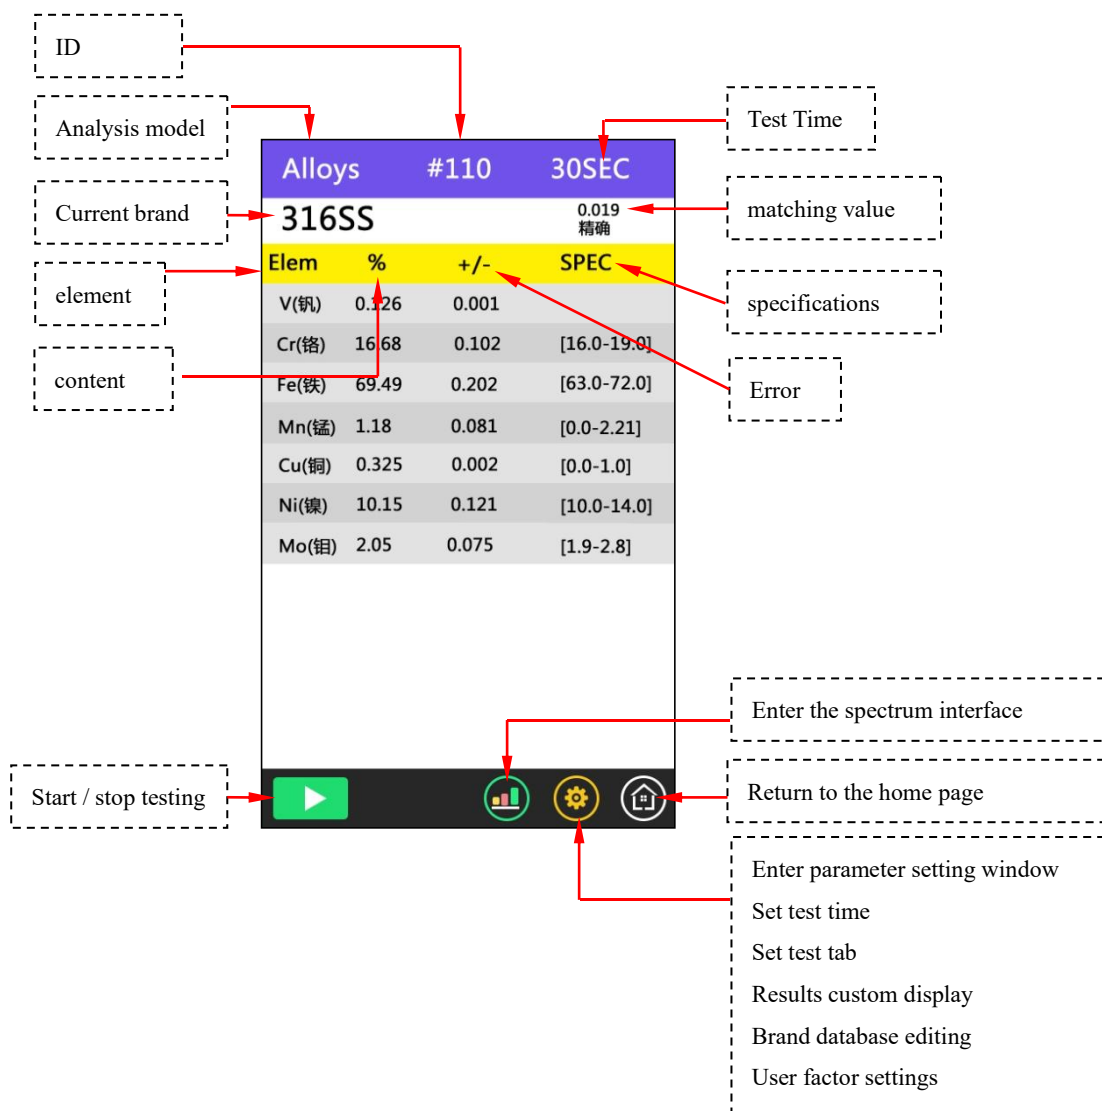 ID
Analysis model
Test Time
Alloys #110 30SEC
Current brand
316SS
0.019
精确
matching value
Elem % +/- SPEC
element
specifications
V(钒) 0.126 0.001
Cr(铬) 16.68 0.102 [16.0-19.0]
content
Fe(铁) 69.49 0.202 [63.0-72.0]
Error
Mn(锰) 1.18 0.081 [0.0-2.21]
Cu(铜) 0.325 0.002 [0.0-1.0]
Ni(镍) 10.15 0.121 [10.0-14.0]
Mo(钼) 2.05 0.075 [1.9-2.8]
Enter the spectrum interface
Start / stop testing
Return to the home page
Enter parameter setting window
Set test time
Set test tab
Results custom display
Brand database editing
User factor settings